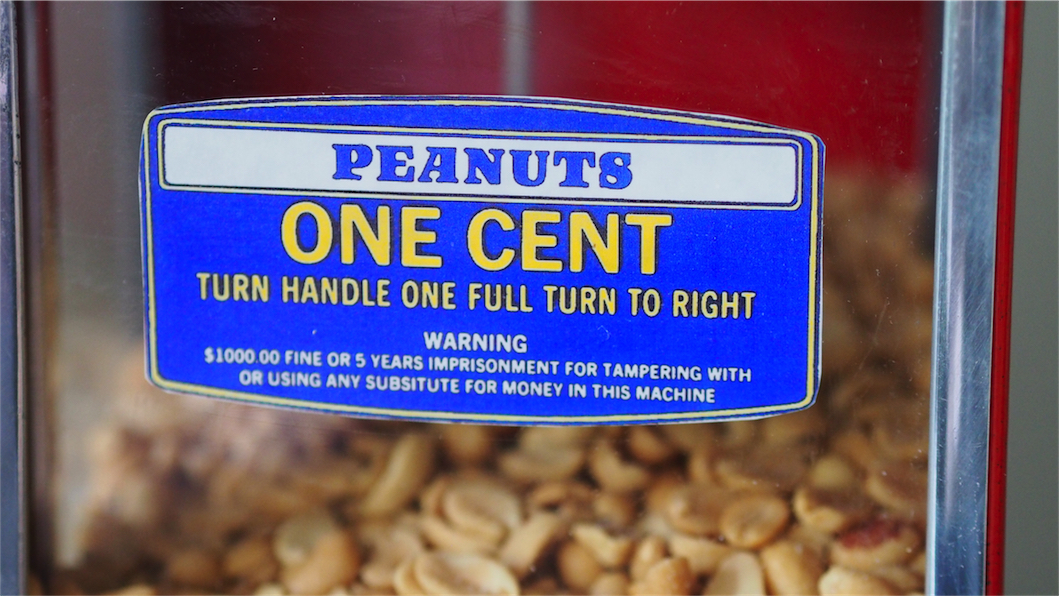 PEANUTS
ONE CENT
TURN HANDLE ONE FULL TURN TO RIGHT
WARNING
$1000.00 FINE OR 5 YEARS IMPRISONMENT FOR TAMPERING WITH
OR USING ANY SUBSITUTE FOR MONEY IN THIS MACHINE